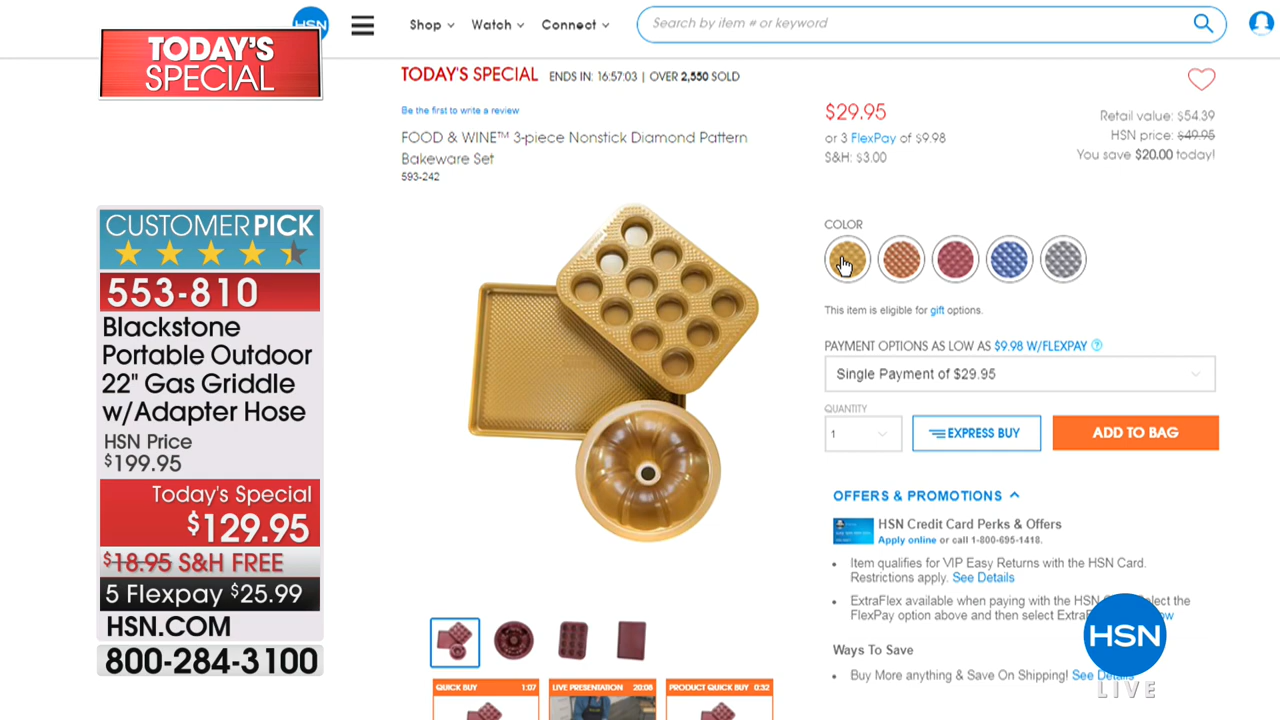 HSN
TODAY'S
SPECIAL
Shop
Watch
Connect
Search by item # or keyword
CUSTOMER PICK
553-810
Blackstone
Portable Outdoor
22" Gas Griddle
w/Adapter Hose
HSN Price
$199.95
Today's Special
$129.95
$18.95 S&H FREE
5 Flexpay $25.99
HSN.COM
800-284-3100
TODAY'S SPECIAL ENDS IN: 16:57:03 | OVER 2,550 SOLD
Be the first to write a review
FOOD & WINE™ 3-piece Nonstick Diamond Pattern
Bakeware Set
593-242
$29.95
or 3 FlexPay of $9.98
S&H: $3.00
Retail value: $54.39
HSN price: $49.95
You save $20.00 today!
COLOR
This item is eligible for gift options.
PAYMENT OPTIONS AS LOW AS $9.98 W/FLEXPAY ?
Single Payment of $29.95
QUANTITY
1
EXPRESS BUY
ADD TO BAG
OFFERS & PROMOTIONS
HSN Credit Card Perks & Offers
Apply online or call 1-800-695-1418.
Item qualifies for VIP Easy Returns with the HSN Card.
Restrictions apply. See Details
ExtraFlex available when paying with the HSN the
FlexPay option above and then select
Ways To Save
Buy More anything & Save On Shipping! See
QUICK BUY 1:07
LIVE PRESENTATION 20:08
PRODUCT QUICK BUY 0:32
HSN
LIVE